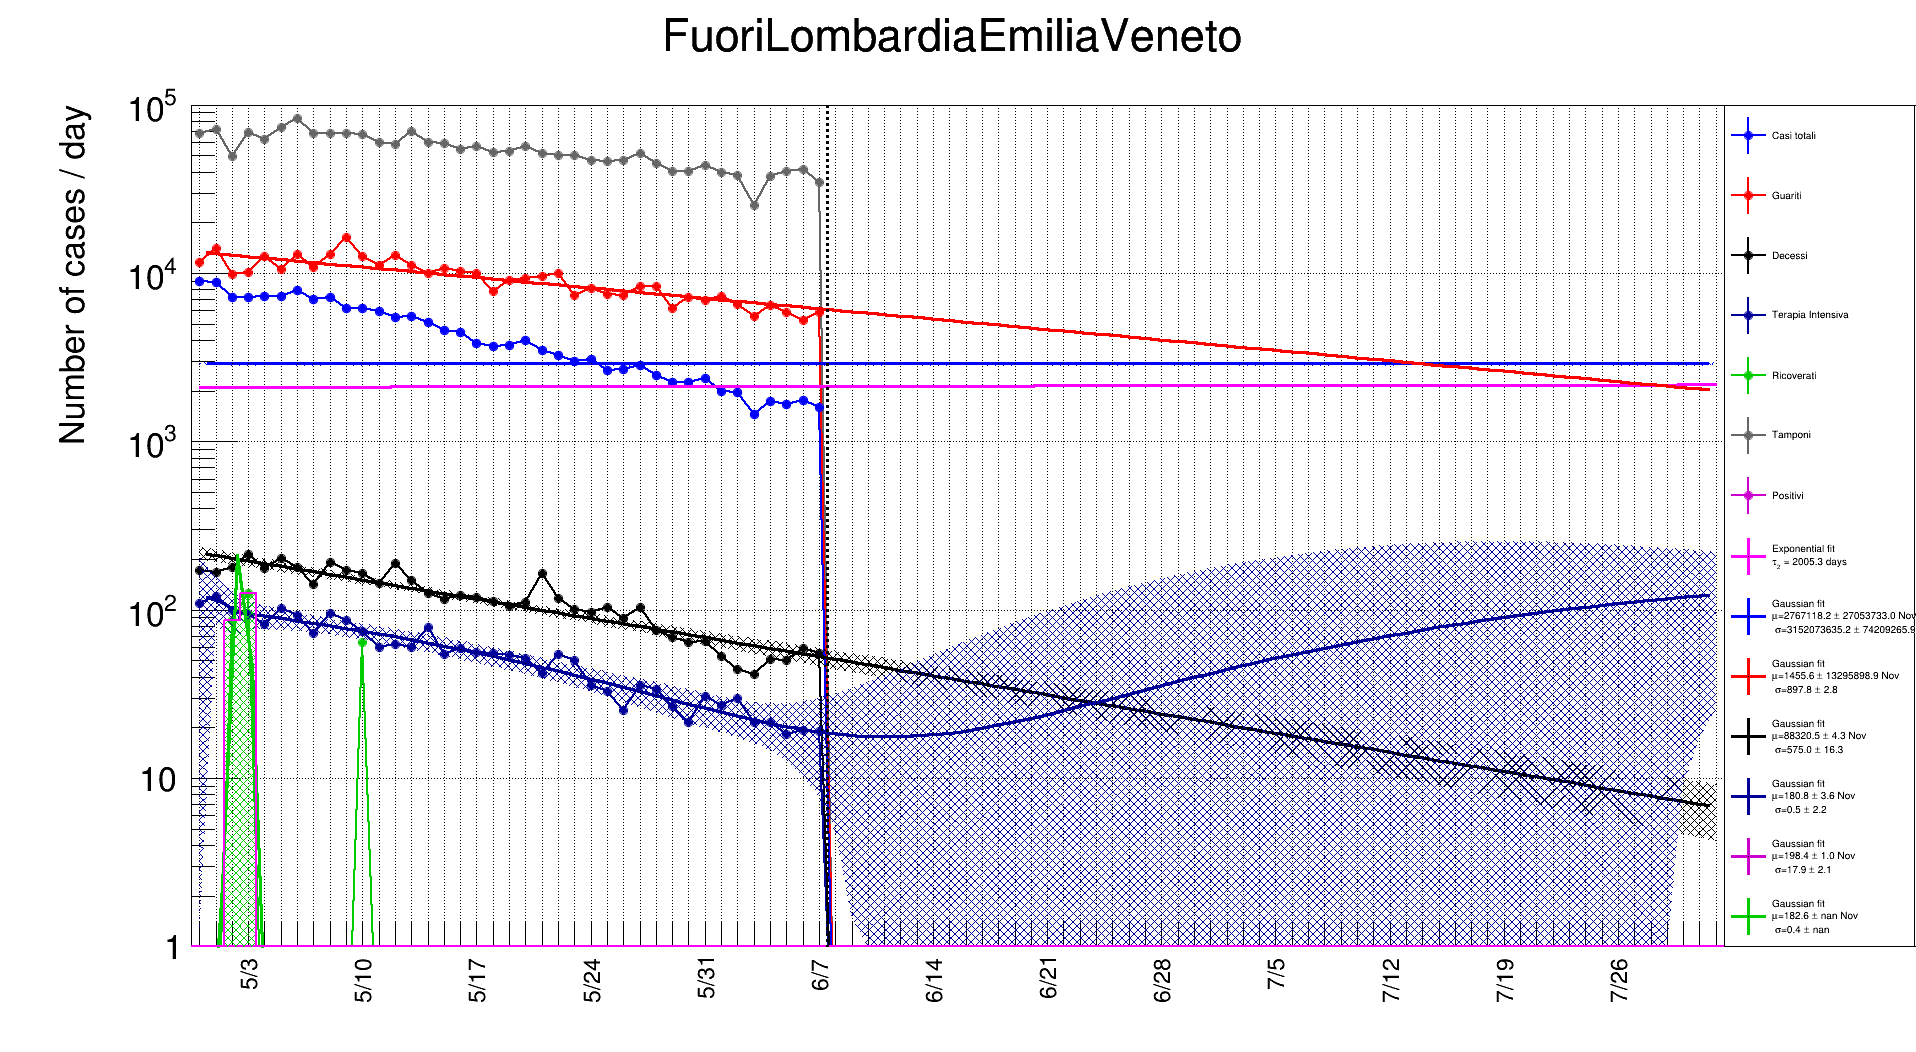 FuoriLombardiaEmiliaVeneto
Number of cases / day
10^5
10^4
10^3
10^2
10
1
5/3
5/10
5/17
5/24
5/31
6/7
6/14
6/21
6/28
7/5
7/12
7/19
7/26
Casi totali
Guariti
Decessi
Terapia Intensiva
Ricoverati
Tamponi
Positivi
Exponential fit
τ_2 = 2005.3 days
Gaussian fit
μ=2767118.2 ± 27053733.0 Nov
σ=3152073635.2 ± 74209265.9
Gaussian fit
μ=1455.6 ± 13295898.9 Nov
σ=897.8 ± 2.8
Gaussian fit
μ=88320.5 ± 4.3 Nov
σ=575.0 ± 16.3
Gaussian fit
μ=180.8 ± 3.6 Nov
σ=0.5 ± 2.2
Gaussian fit
μ=198.4 ± 1.0 Nov
σ=17.9 ± 2.1
Gaussian fit
μ=182.6 ± nan Nov
σ=0.4 ± nan